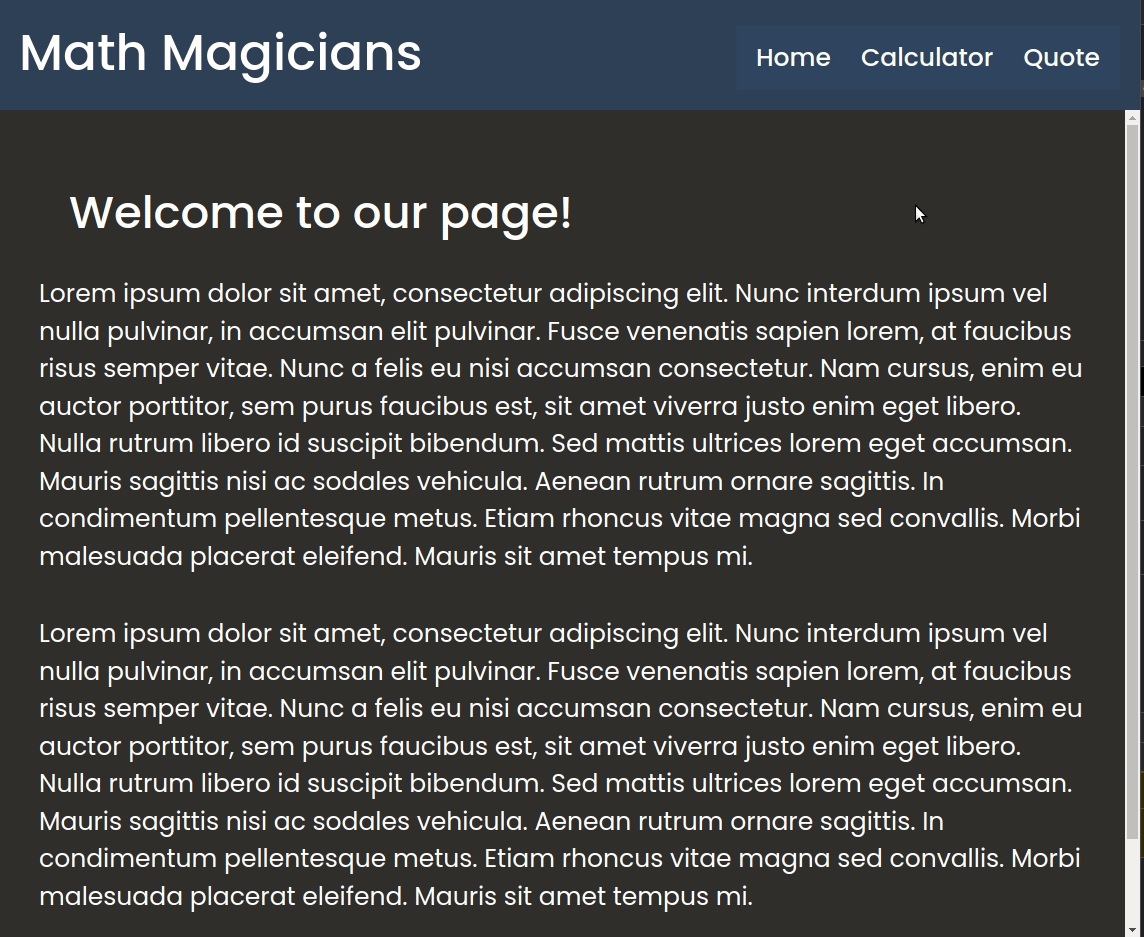 Math Magicians
Home Calculator Quote
Welcome to our page!
Lorem ipsum dolor sit amet, consectetur adipiscing elit. Nunc interdum ipsum vel
nulla pulvinar, in accumsan elit pulvinar. Fusce venenatis sapien lorem, at faucibus
risus semper vitae. Nunc a felis eu nisi accumsan consectetur. Nam cursus, enim eu
auctor porttitor, sem purus faucibus est, sit amet viverra justo enim eget libero.
Nulla rutrum libero id suscipit bibendum. Sed mattis ultrices lorem eget accumsan.
Mauris sagittis nisi ac sodales vehicula. Aenean rutrum ornare sagittis. In
condimentum pellentesque metus. Etiam rhoncus vitae magna sed convallis. Morbi
malesuada placerat eleifend. Mauris sit amet tempus mi.
Lorem ipsum dolor sit amet, consectetur adipiscing elit. Nunc interdum ipsum vel
nulla pulvinar, in accumsan elit pulvinar. Fusce venenatis sapien lorem, at faucibus
risus semper vitae. Nunc a felis eu nisi accumsan consectetur. Nam cursus, enim eu
auctor porttitor, sem purus faucibus est, sit amet viverra justo enim eget libero.
Nulla rutrum libero id suscipit bibendum. Sed mattis ultrices lorem eget accumsan.
Mauris sagittis nisi ac sodales vehicula. Aenean rutrum ornare sagittis. In
condimentum pellentesque metus. Etiam rhoncus vitae magna sed convallis. Morbi
malesuada placerat eleifend. Mauris sit amet tempus mi.